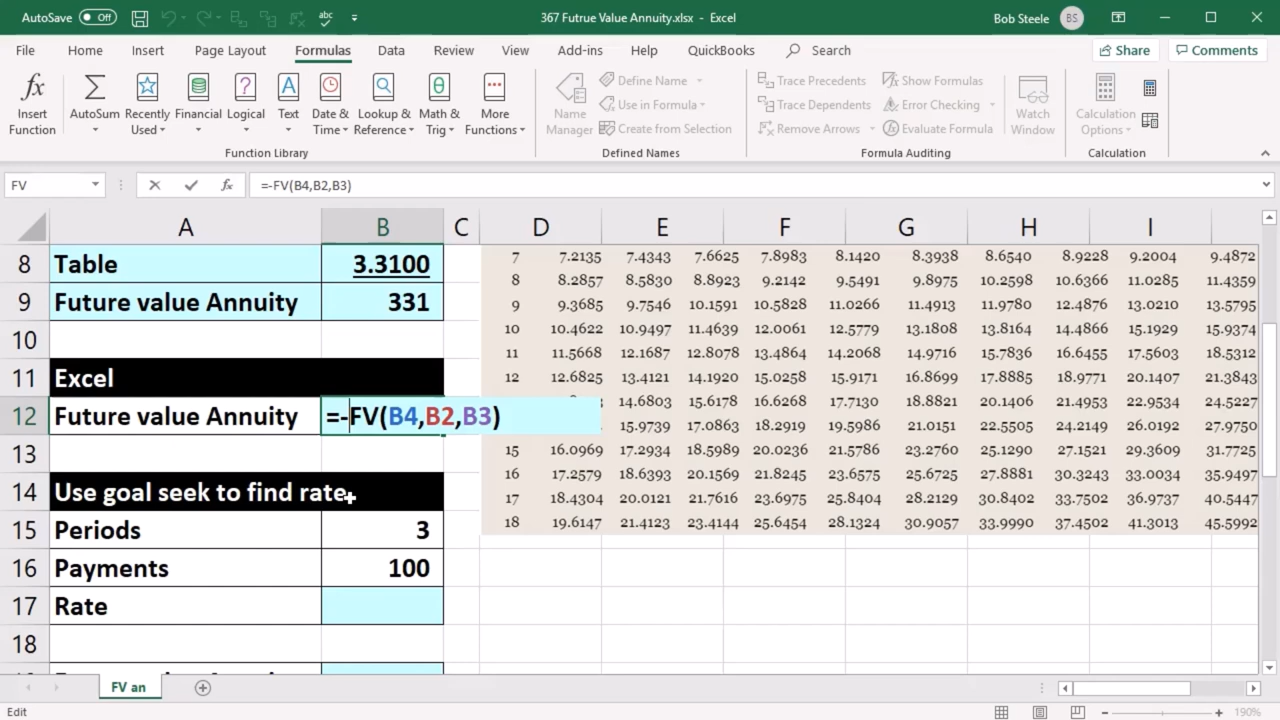 AutoSave Off
367 Futrue Value Annuity.xlsx - Excel
Bob Steele BS
File Home Insert Page Layout Formulas Data Review View Add-ins Help QuickBooks Search Share Comments
Insert Function
AutoSum
Recently Used
Financial
Logical
Text
Date & Time
Lookup & Reference
Math & Trig
More Functions
Function Library
Name Manager
Define Name
Use in Formula
Create from Selection
Defined Names
Trace Precedents
Trace Dependents
Remove Arrows
Show Formulas
Error Checking
Evaluate Formula
Formula Auditing
Watch Window
Calculation Options
Calculation
FV fx =-FV(B4,B2,B3)
A B C D E F G H I
8 Table 3.3100
9 Future value Annuity 331
10
11 Excel
12 Future value Annuity =-FV(B4,B2,B3)
13
14 Use goal seek to find rate
15 Periods 3
16 Payments 100
17 Rate
18
7 7.2135 7.4343 7.6625 7.8983 8.1420 8.3938 8.6540 8.9228 9.2004 9.4872
8 8.2857 8.5830 8.8923 9.2142 9.5491 9.8975 10.2598 10.6366 11.0285 11.4359
9 9.3685 9.7546 10.1591 10.5828 11.0266 11.4913 11.9780 12.4876 13.0210 13.5795
10 10.4622 10.9497 11.4639 12.0061 12.5779 13.1808 13.8164 14.4866 15.1929 15.9374
11 11.5668 12.1687 12.8078 13.4864 14.2068 14.9716 15.7836 16.6455 17.5603 18.5312
12 12.6825 13.4121 14.1920 15.0258 15.9171 16.8699 17.8885 18.9771 20.1407 21.3843
14.6803 15.6178 16.6268 17.7130 18.8821 20.1406 21.4953 22.9534 24.5227
15.9739 17.0863 18.2919 19.5986 21.0151 22.5505 24.2149 26.0192 27.9750
15 16.0969 17.2934 18.5989 20.0236 21.5786 23.2760 25.1290 27.1521 29.3609 31.7725
16 17.2579 18.6393 20.1569 21.8245 23.6575 25.6725 27.8881 30.3243 33.0034 35.9497
17 18.4304 20.0121 21.7616 23.6975 25.8404 28.2129 30.8402 33.7502 36.9737 40.5447
18 19.6147 21.4123 23.4144 25.6454 28.1324 30.9057 33.9990 37.4502 41.3013 45.5992
FV an
Edit
190%